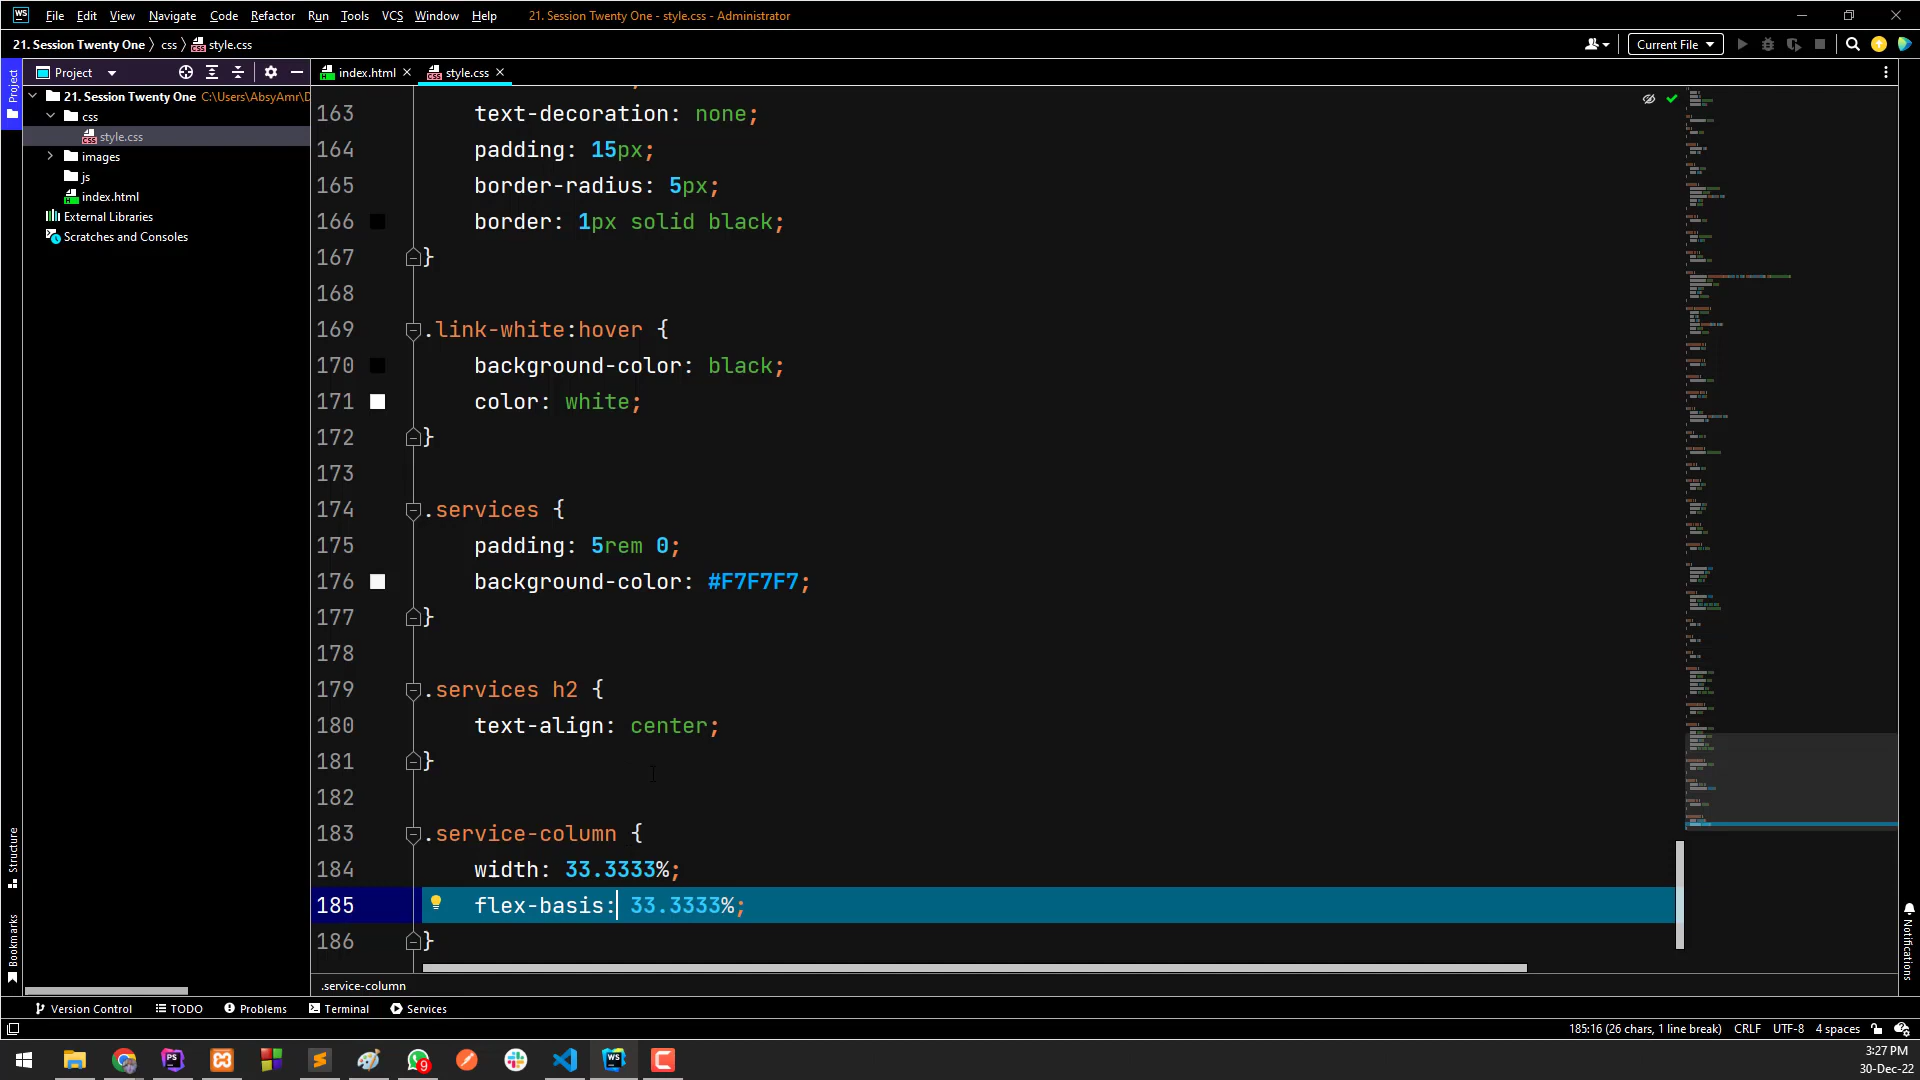 WS File Edit View Navigate Code Refactor Run Tools VCS Window Help 21. Session Twenty One - style.css - Administrator
21. Session Twenty One css style.css Current File
Project index.html style.css
Project
21. Session Twenty One C:\Users\AbsyAmr\D
css
style.css
images
js
index.html
External Libraries
Scratches and Consoles
163 text-decoration: none;
164 padding: 15px;
165 border-radius: 5px;
166 border: 1px solid black;
167 }
168
169 .link-white:hover {
170 background-color: black;
171 color: white;
172 }
173
174 .services {
175 padding: 5rem 0;
176 background-color: #F7F7F7;
177 }
178
179 .services h2 {
180 text-align: center;
181 }
182
183 .service-column {
184 width: 33.3333%;
185 flex-basis: 33.3333%;
186 }
Structure
Bookmarks
Notifications
.service-column
Version Control TODO Problems Terminal Services
185:16 (26 chars, 1 line break) CRLF UTF-8 4 spaces
PS 9 WS
3:27 PM
30-Dec-22